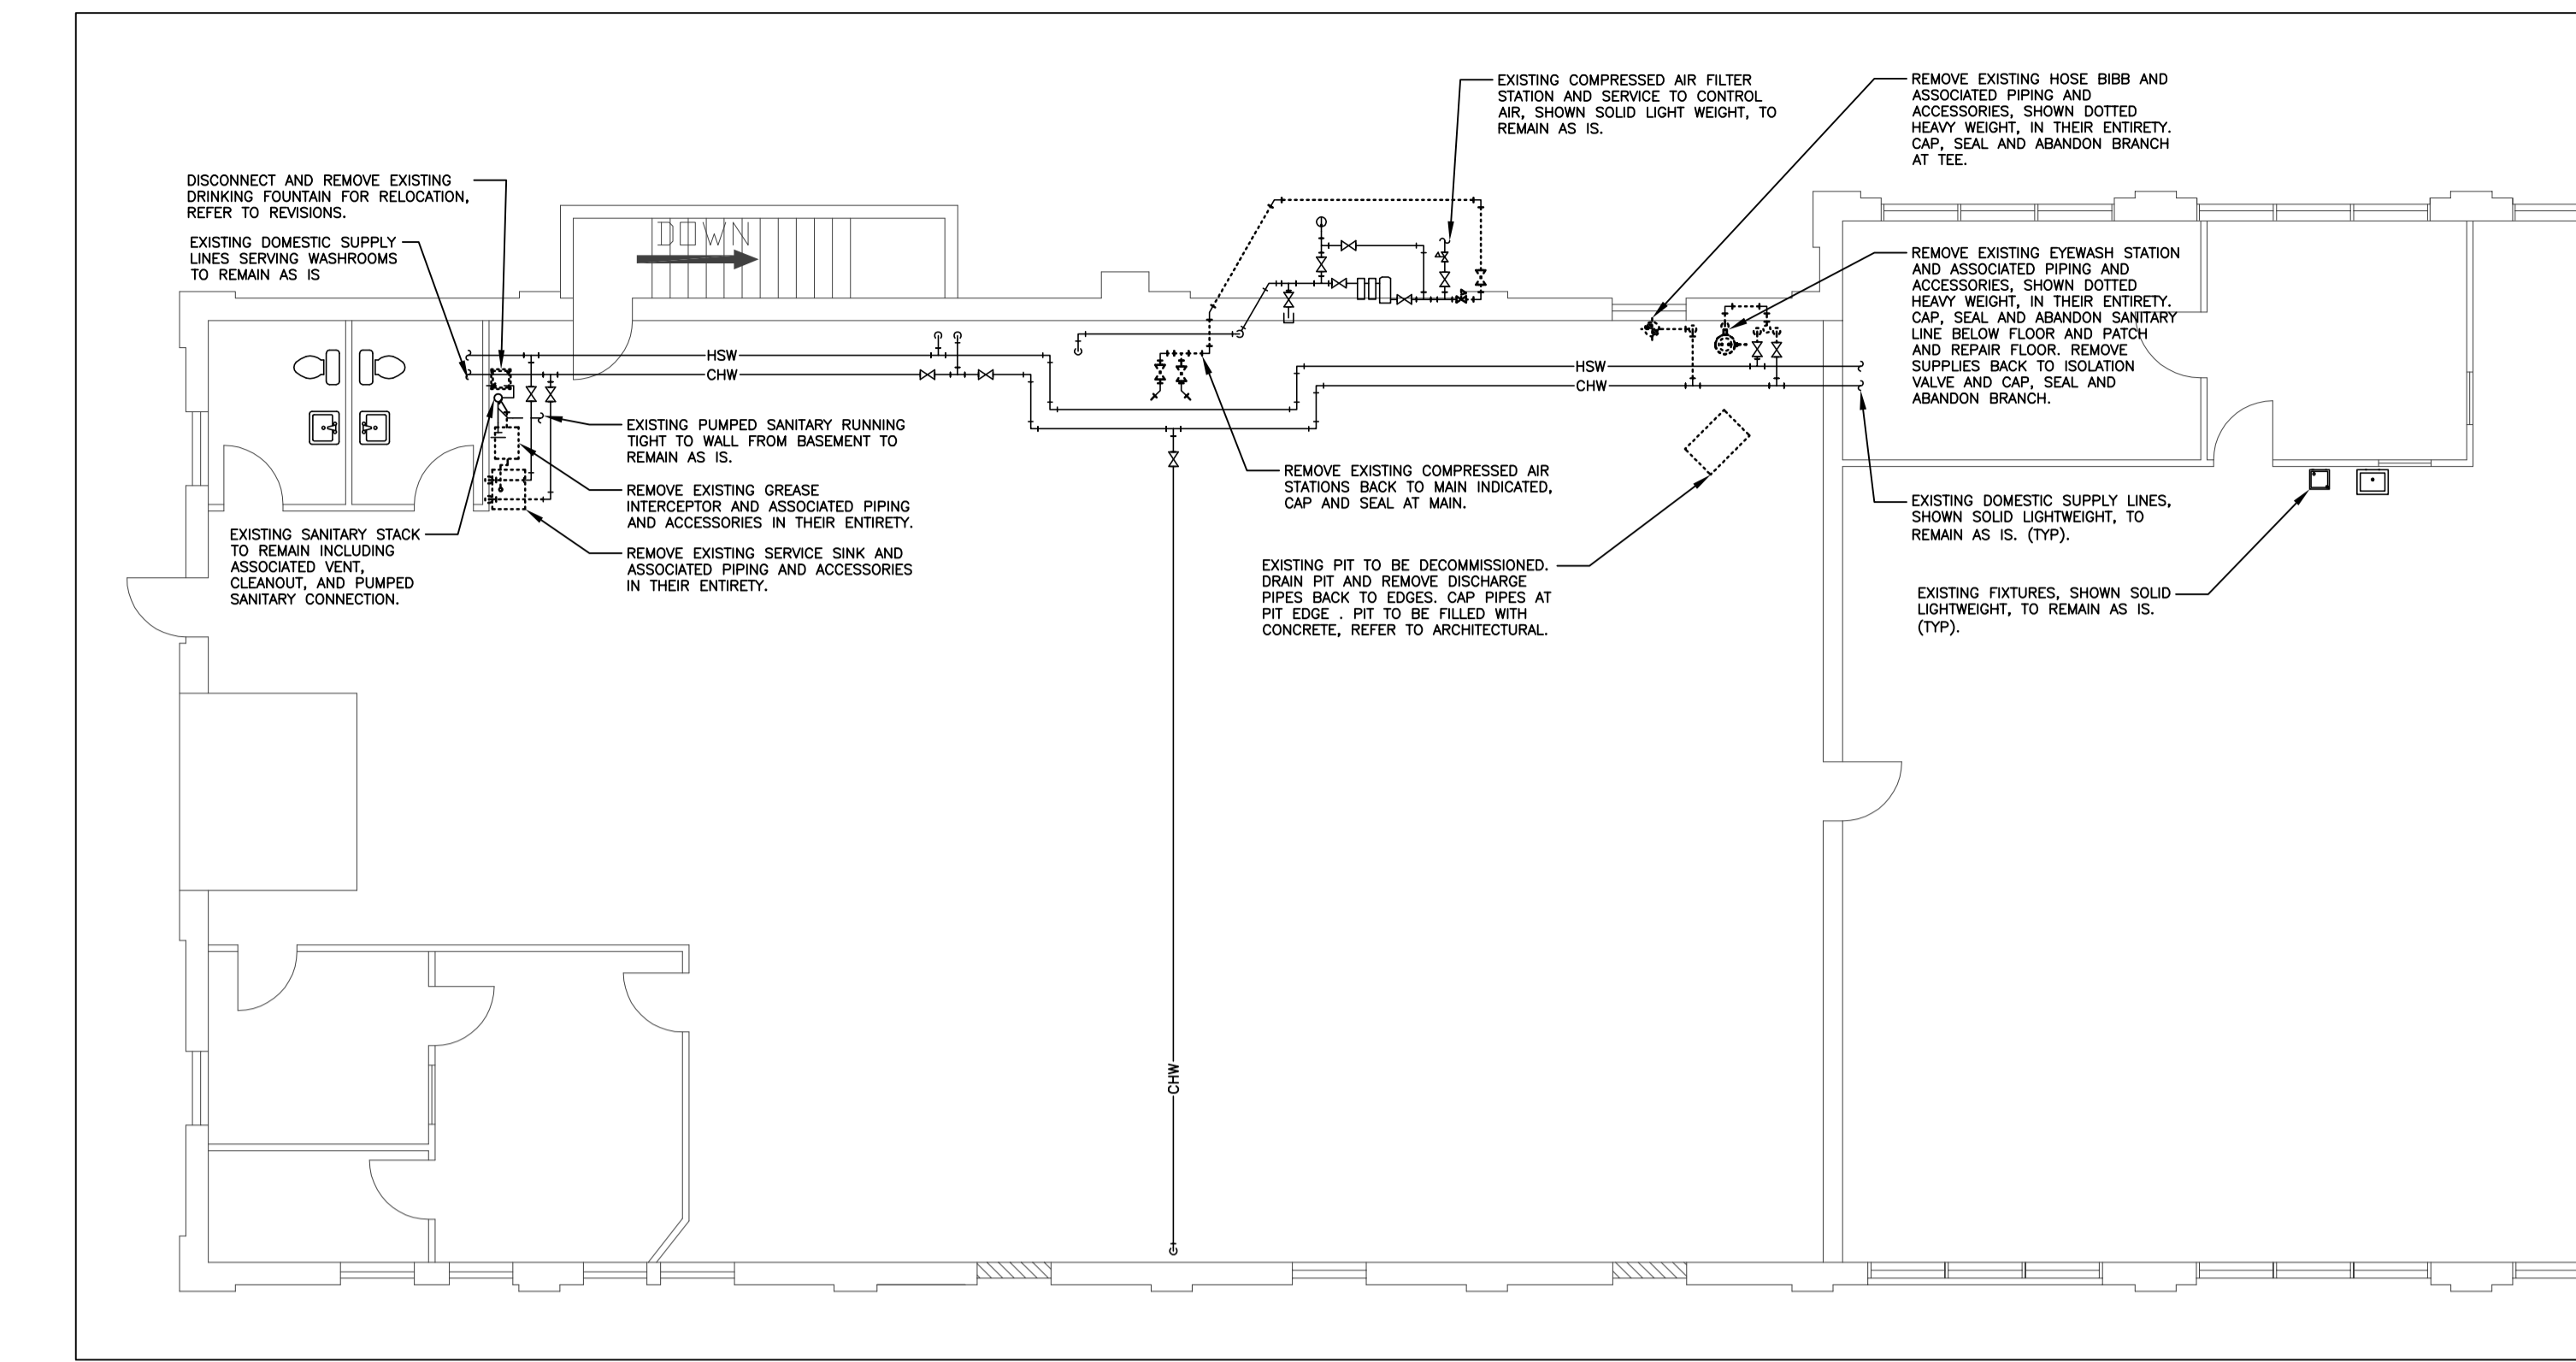 EXISTING COMPRESSED AIR FILTER
STATION AND SERVICE TO CONTROL
AIR, SHOWN SOLID LIGHT WEIGHT, TO
REMAIN AS IS.
REMOVE EXISTING HOSE BIBB AND
ASSOCIATED PIPING AND
ACCESSORIES, SHOWN DOTTED
HEAVY WEIGHT, IN THEIR ENTIRETY.
CAP, SEAL AND ABANDON BRANCH
AT TEE.
DISCONNECT AND REMOVE EXISTING
DRINKING FOUNTAIN FOR RELOCATION,
REFER TO REVISIONS.
EXISTING DOMESTIC SUPPLY
LINES SERVING WASHROOMS
TO REMAIN AS IS
DOWN
REMOVE EXISTING EYEWASH STATION
AND ASSOCIATED PIPING AND
ACCESSORIES, SHOWN DOTTED
HEAVY WEIGHT, IN THEIR ENTIRETY.
CAP, SEAL AND ABANDON SANITARY
LINE BELOW FLOOR AND PATCH
AND REPAIR FLOOR. REMOVE
SUPPLIES BACK TO ISOLATION
VALVE AND CAP, SEAL AND
ABANDON BRANCH.
HSW
CHW
HSW
CHW
EXISTING PUMPED SANITARY RUNNING
TIGHT TO WALL FROM BASEMENT TO
REMAIN AS IS.
REMOVE EXISTING GREASE
INTERCEPTOR AND ASSOCIATED PIPING
AND ACCESSORIES IN THEIR ENTIRETY.
REMOVE EXISTING SERVICE SINK AND
ASSOCIATED PIPING AND ACCESSORIES
IN THEIR ENTIRETY.
EXISTING SANITARY STACK
TO REMAIN INCLUDING
ASSOCIATED VENT,
CLEANOUT, AND PUMPED
SANITARY CONNECTION.
REMOVE EXISTING COMPRESSED AIR
STATIONS BACK TO MAIN INDICATED,
CAP AND SEAL AT MAIN.
EXISTING PIT TO BE DECOMMISSIONED.
DRAIN PIT AND REMOVE DISCHARGE
PIPES BACK TO EDGES. CAP PIPES AT
PIT EDGE . PIT TO BE FILLED WITH
CONCRETE, REFER TO ARCHITECTURAL.
EXISTING DOMESTIC SUPPLY LINES,
SHOWN SOLID LIGHTWEIGHT, TO
REMAIN AS IS. (TYP).
EXISTING FIXTURES, SHOWN SOLID
LIGHTWEIGHT, TO REMAIN AS IS.
(TYP).
CHW